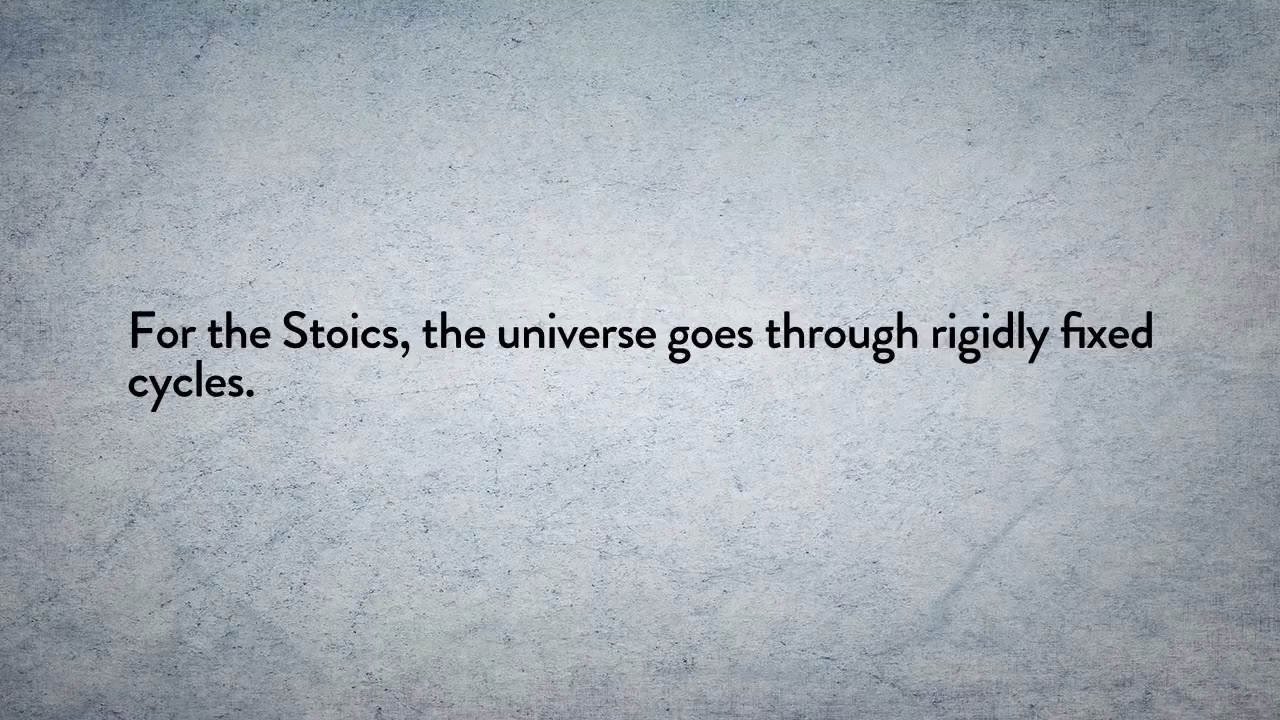 For the Stoics, the universe goes through rigidly fixed
cycles.